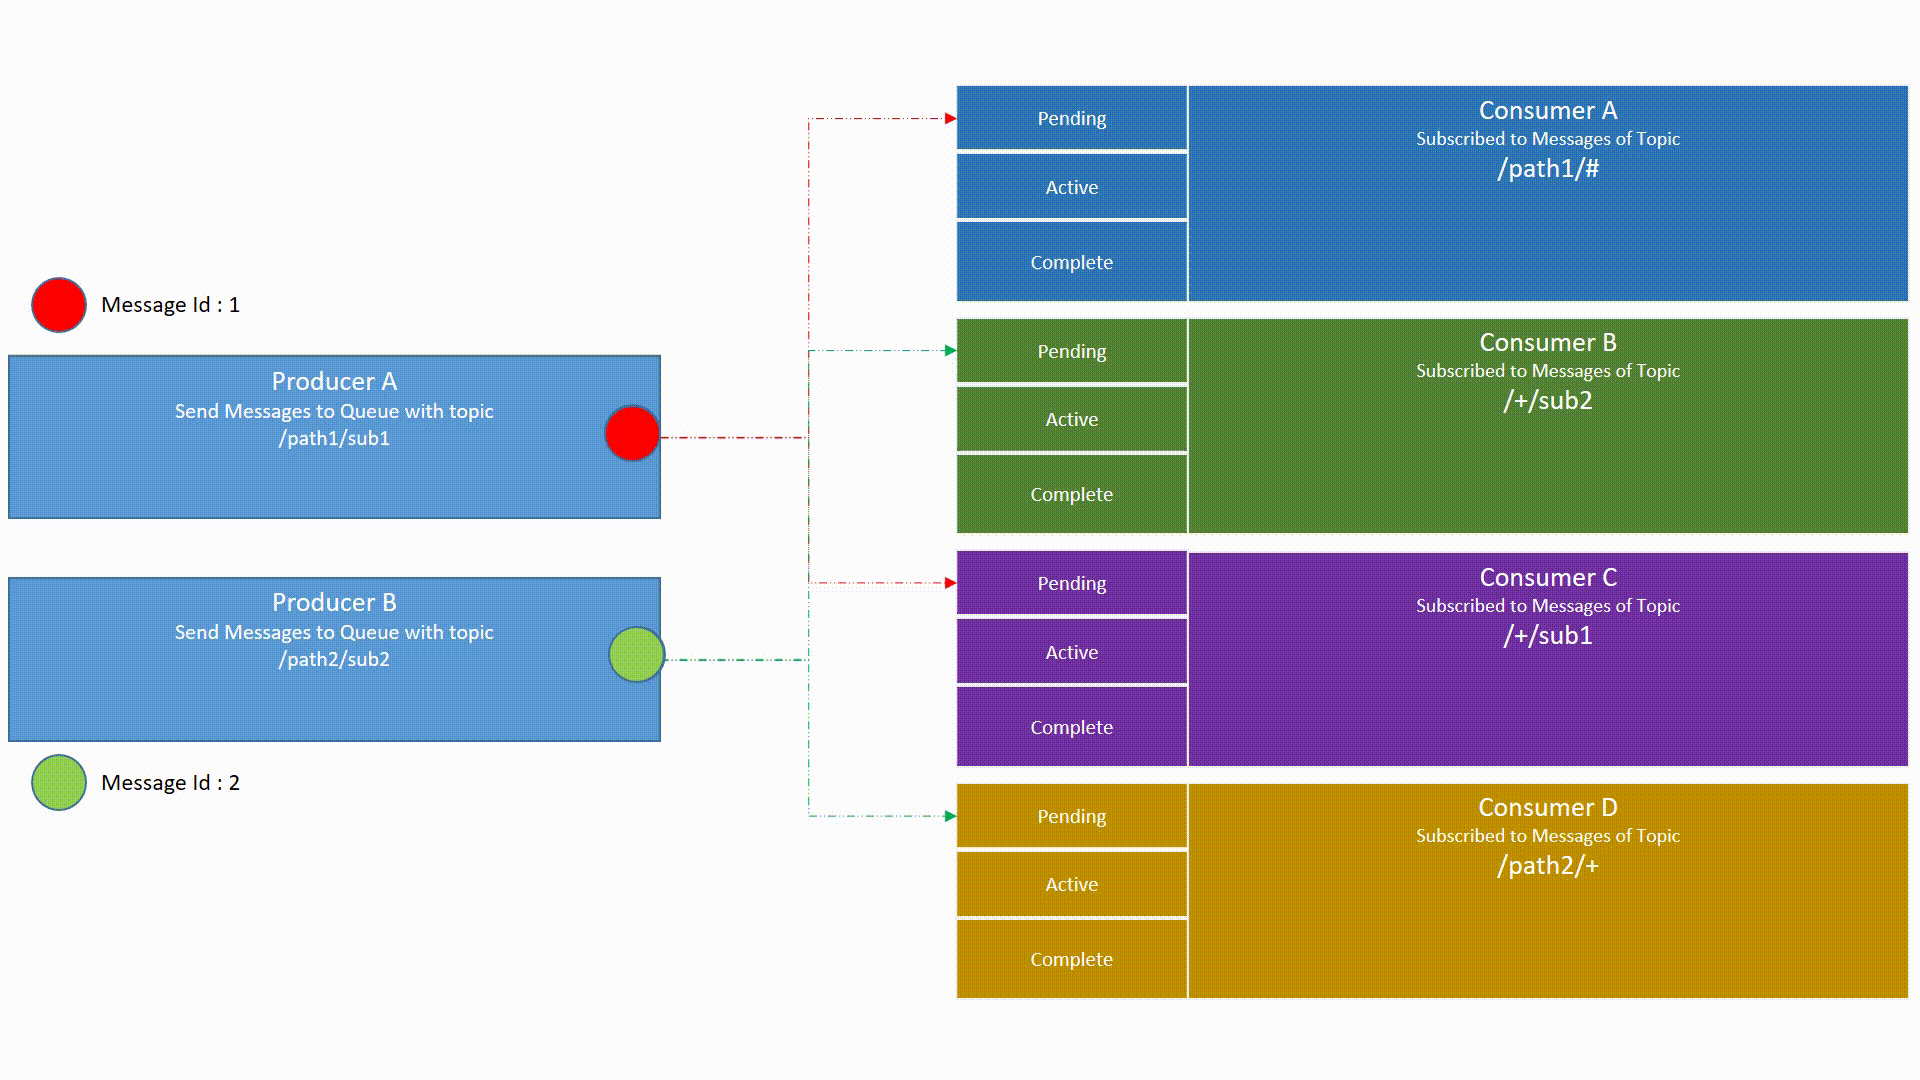 Message Id : 1
Producer A
Send Messages to Queue with topic
/path1/sub1
Producer B
Send Messages to Queue with topic
/path2/sub2
Message Id : 2
Pending
Active
Complete
Consumer A
Subscribed to Messages of Topic
/path1/#
Pending
Active
Complete
Consumer B
Subscribed to Messages of Topic
/+/sub2
Pending
Active
Complete
Consumer C
Subscribed to Messages of Topic
/+/sub1
Pending
Active
Complete
Consumer D
Subscribed to Messages of Topic
/path2/+